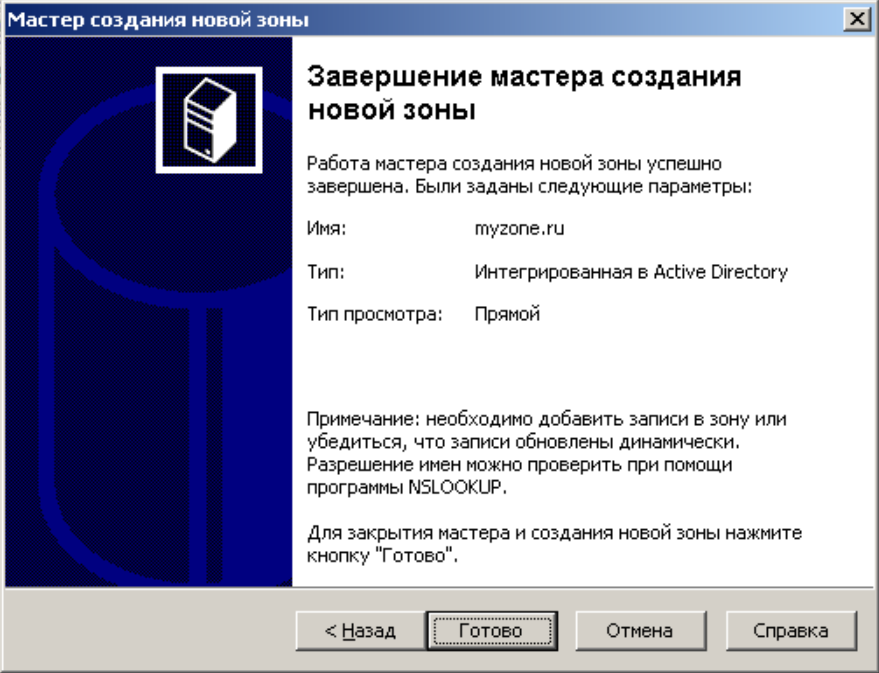 Мастер создания новой зоны
Завершение мастера создания
новой зоны
Работа мастера создания новой зоны успешно
завершена. Были заданы следующие параметры:
Имя: myzone.ru
Тип: Интегрированная в Active Directory
Тип просмотра: Прямой
Примечание: необходимо добавить записи в зону или
убедиться, что записи обновлены динамически.
Разрешение имен можно проверить при помощи
программы NSLOOKUP.
Для закрытия мастера и создания новой зоны нажмите
кнопку "Готово".
< Назад Готово Отмена Справка